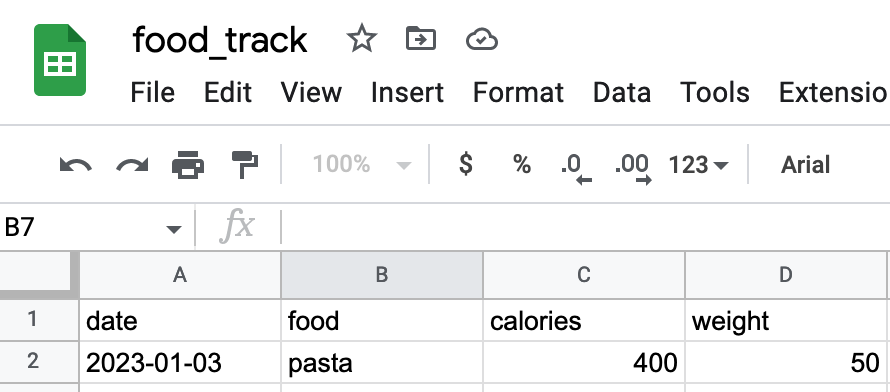 food_track
File Edit View Insert Format Data Tools Extensio
100% $ % .0 .00 123 Arial
B7 fx
A B C D
1 date food calories weight
2 2023-01-03 pasta 400 50